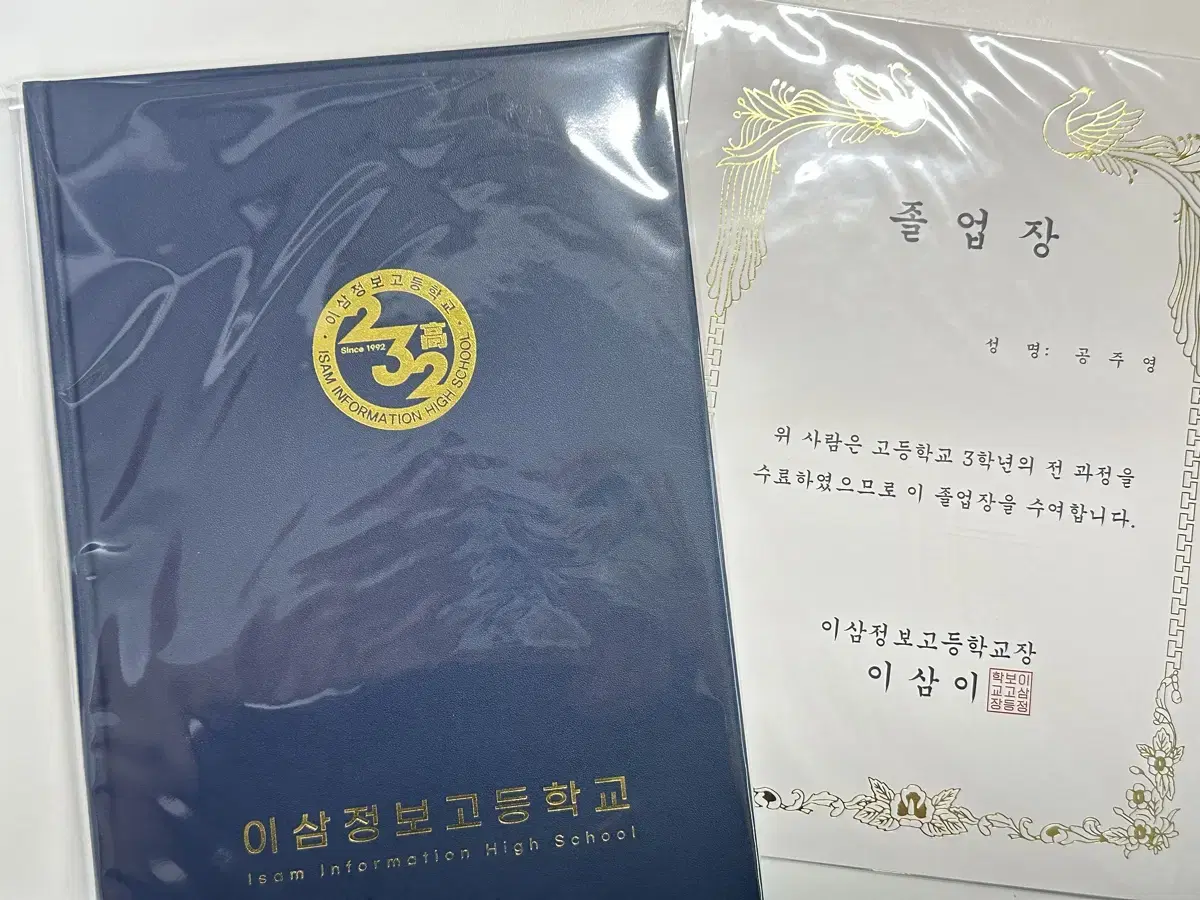 이삼정보고등학교
232
高
Since 1992
ISAM INFORMATION HIGH SCHOOL
이삼정보고등학교
Isam Information High School
졸업장
성 명: 공 주 영
위 사람은 고등학교 3학년의 전 과정을
수료하였으므로 이 졸업장을 수여합니다.
이삼정보고등학교장
이 삼 이
학보이
교고삼
장등정